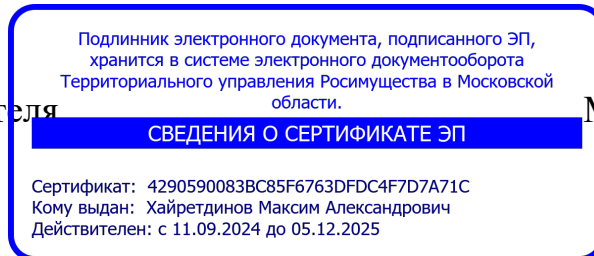 Подлинник электронного документа, подписанного ЭП,
хранится в системе электронного документооборота
Территориального управления Росимущества в Московской
области.
СВЕДЕНИЯ О СЕРТИФИКАТЕ ЭП
Сертификат: 4290590083BC85F6763DFDC4F7D7A71C
Кому выдан: Хайретдинов Максим Александрович
Действителен: с 11.09.2024 до 05.12.2025